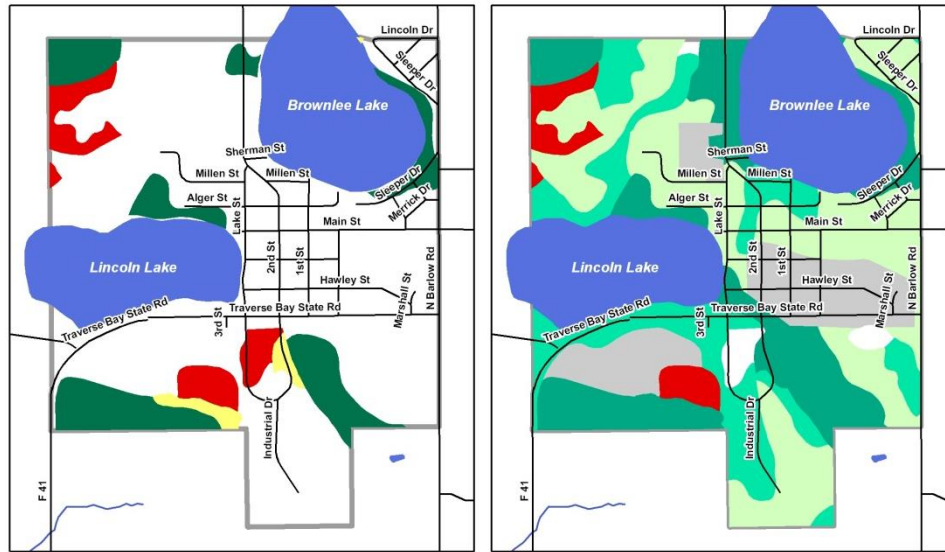 Lincoln Dr
Sleeper Dr
Brownlee Lake
Sherman St
Millen St
Millen St
Alger St
Sleeper Dr
Merrick Dr
Lake St
Main St
2nd St
1st St
N Barlow Rd
Lincoln Lake
Hawley St
Marshall St
Traverse Bay State Rd
Traverse Bay State Rd
3rd St
Industrial Dr
F 41
Lincoln Dr
Sleeper Dr
Brownlee Lake
Sherman St
Millen St
Millen St
Alger St
Sleeper Dr
Merrick Dr
Lake St
Main St
2nd St
1st St
N Barlow Rd
Lincoln Lake
Hawley St
Marshall St
Traverse Bay State Rd
Traverse Bay State Rd
3rd St
Industrial Dr
F 41